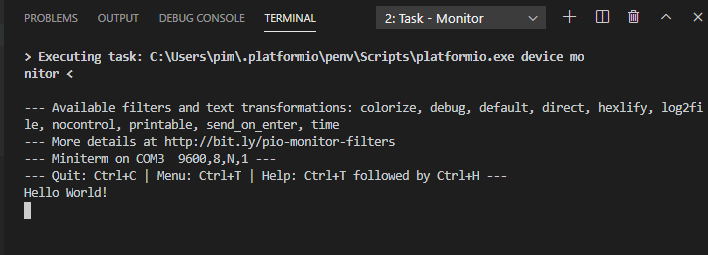 PROBLEMS OUTPUT DEBUG CONSOLE TERMINAL 2: Task - Monitor
> Executing task: C:\Users\pim\.platformio\penv\Scripts\platformio.exe device mo
nitor <
--- Available filters and text transformations: colorize, debug, default, direct, hexlify, log2fi
le, nocontrol, printable, send_on_enter, time
--- More details at http://bit.ly/pio-monitor-filters
--- Miniterm on COM3  9600,8,N,1 ---
--- Quit: Ctrl+C | Menu: Ctrl+T | Help: Ctrl+T followed by Ctrl+H ---
Hello World!